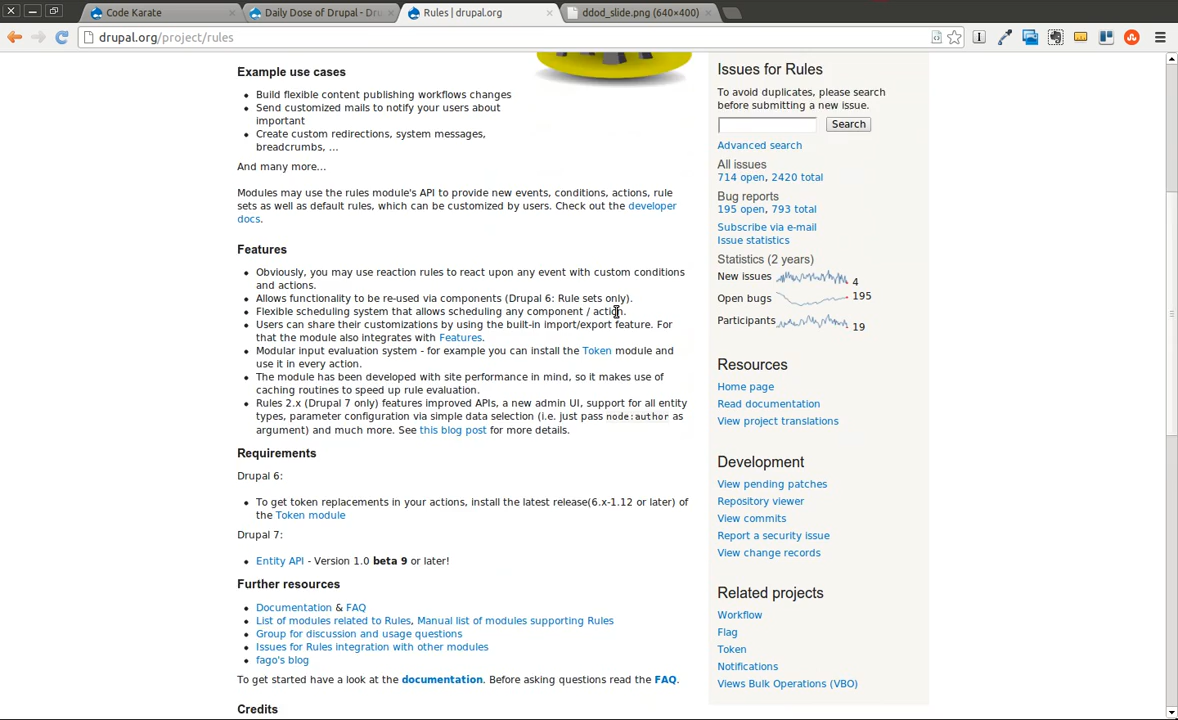 Code Karate
Daily Dose of Drupal - Dru
Rules | drupal.org
ddod_slide.png (640×400)
drupal.org/project/rules
Example use cases
Build flexible content publishing workflows changes
Send customized mails to notify your users about
important
Create custom redirections, system messages,
breadcrumbs, ...
And many more...
Modules may use the rules module's API to provide new events, conditions, actions, rule
sets as well as default rules, which can be customized by users. Check out the developer
docs.
Features
Obviously, you may use reaction rules to react upon any event with custom conditions
and actions.
Allows functionality to be re-used via components (Drupal 6: Rule sets only).
Flexible scheduling system that allows scheduling any component / action.
Users can share their customizations by using the built-in import/export feature. For
that the module also integrates with Features.
Modular input evaluation system - for example you can install the Token module and
use it in every action.
The module has been developed with site performance in mind, so it makes use of
caching routines to speed up rule evaluation.
Rules 2.x (Drupal 7 only) features improved APIs, a new admin UI, support for all entity
types, parameter configuration via simple data selection (i.e. just pass node:author as
argument) and much more. See this blog post for more details.
Requirements
Drupal 6:
To get token replacements in your actions, install the latest release(6.x-1.12 or later) of
the Token module
Drupal 7:
Entity API - Version 1.0 beta 9 or later!
Further resources
Documentation & FAQ
List of modules related to Rules, Manual list of modules supporting Rules
Group for discussion and usage questions
Issues for Rules integration with other modules
fago's blog
To get started have a look at the documentation. Before asking questions read the FAQ.
Credits
Issues for Rules
To avoid duplicates, please search
before submitting a new issue.
Search
Advanced search
All issues
714 open, 2420 total
Bug reports
195 open, 793 total
Subscribe via e-mail
Issue statistics
Statistics (2 years)
New issues 4
Open bugs 195
Participants 19
Resources
Home page
Read documentation
View project translations
Development
View pending patches
Repository viewer
View commits
Report a security issue
View change records
Related projects
Workflow
Flag
Token
Notifications
Views Bulk Operations (VBO)